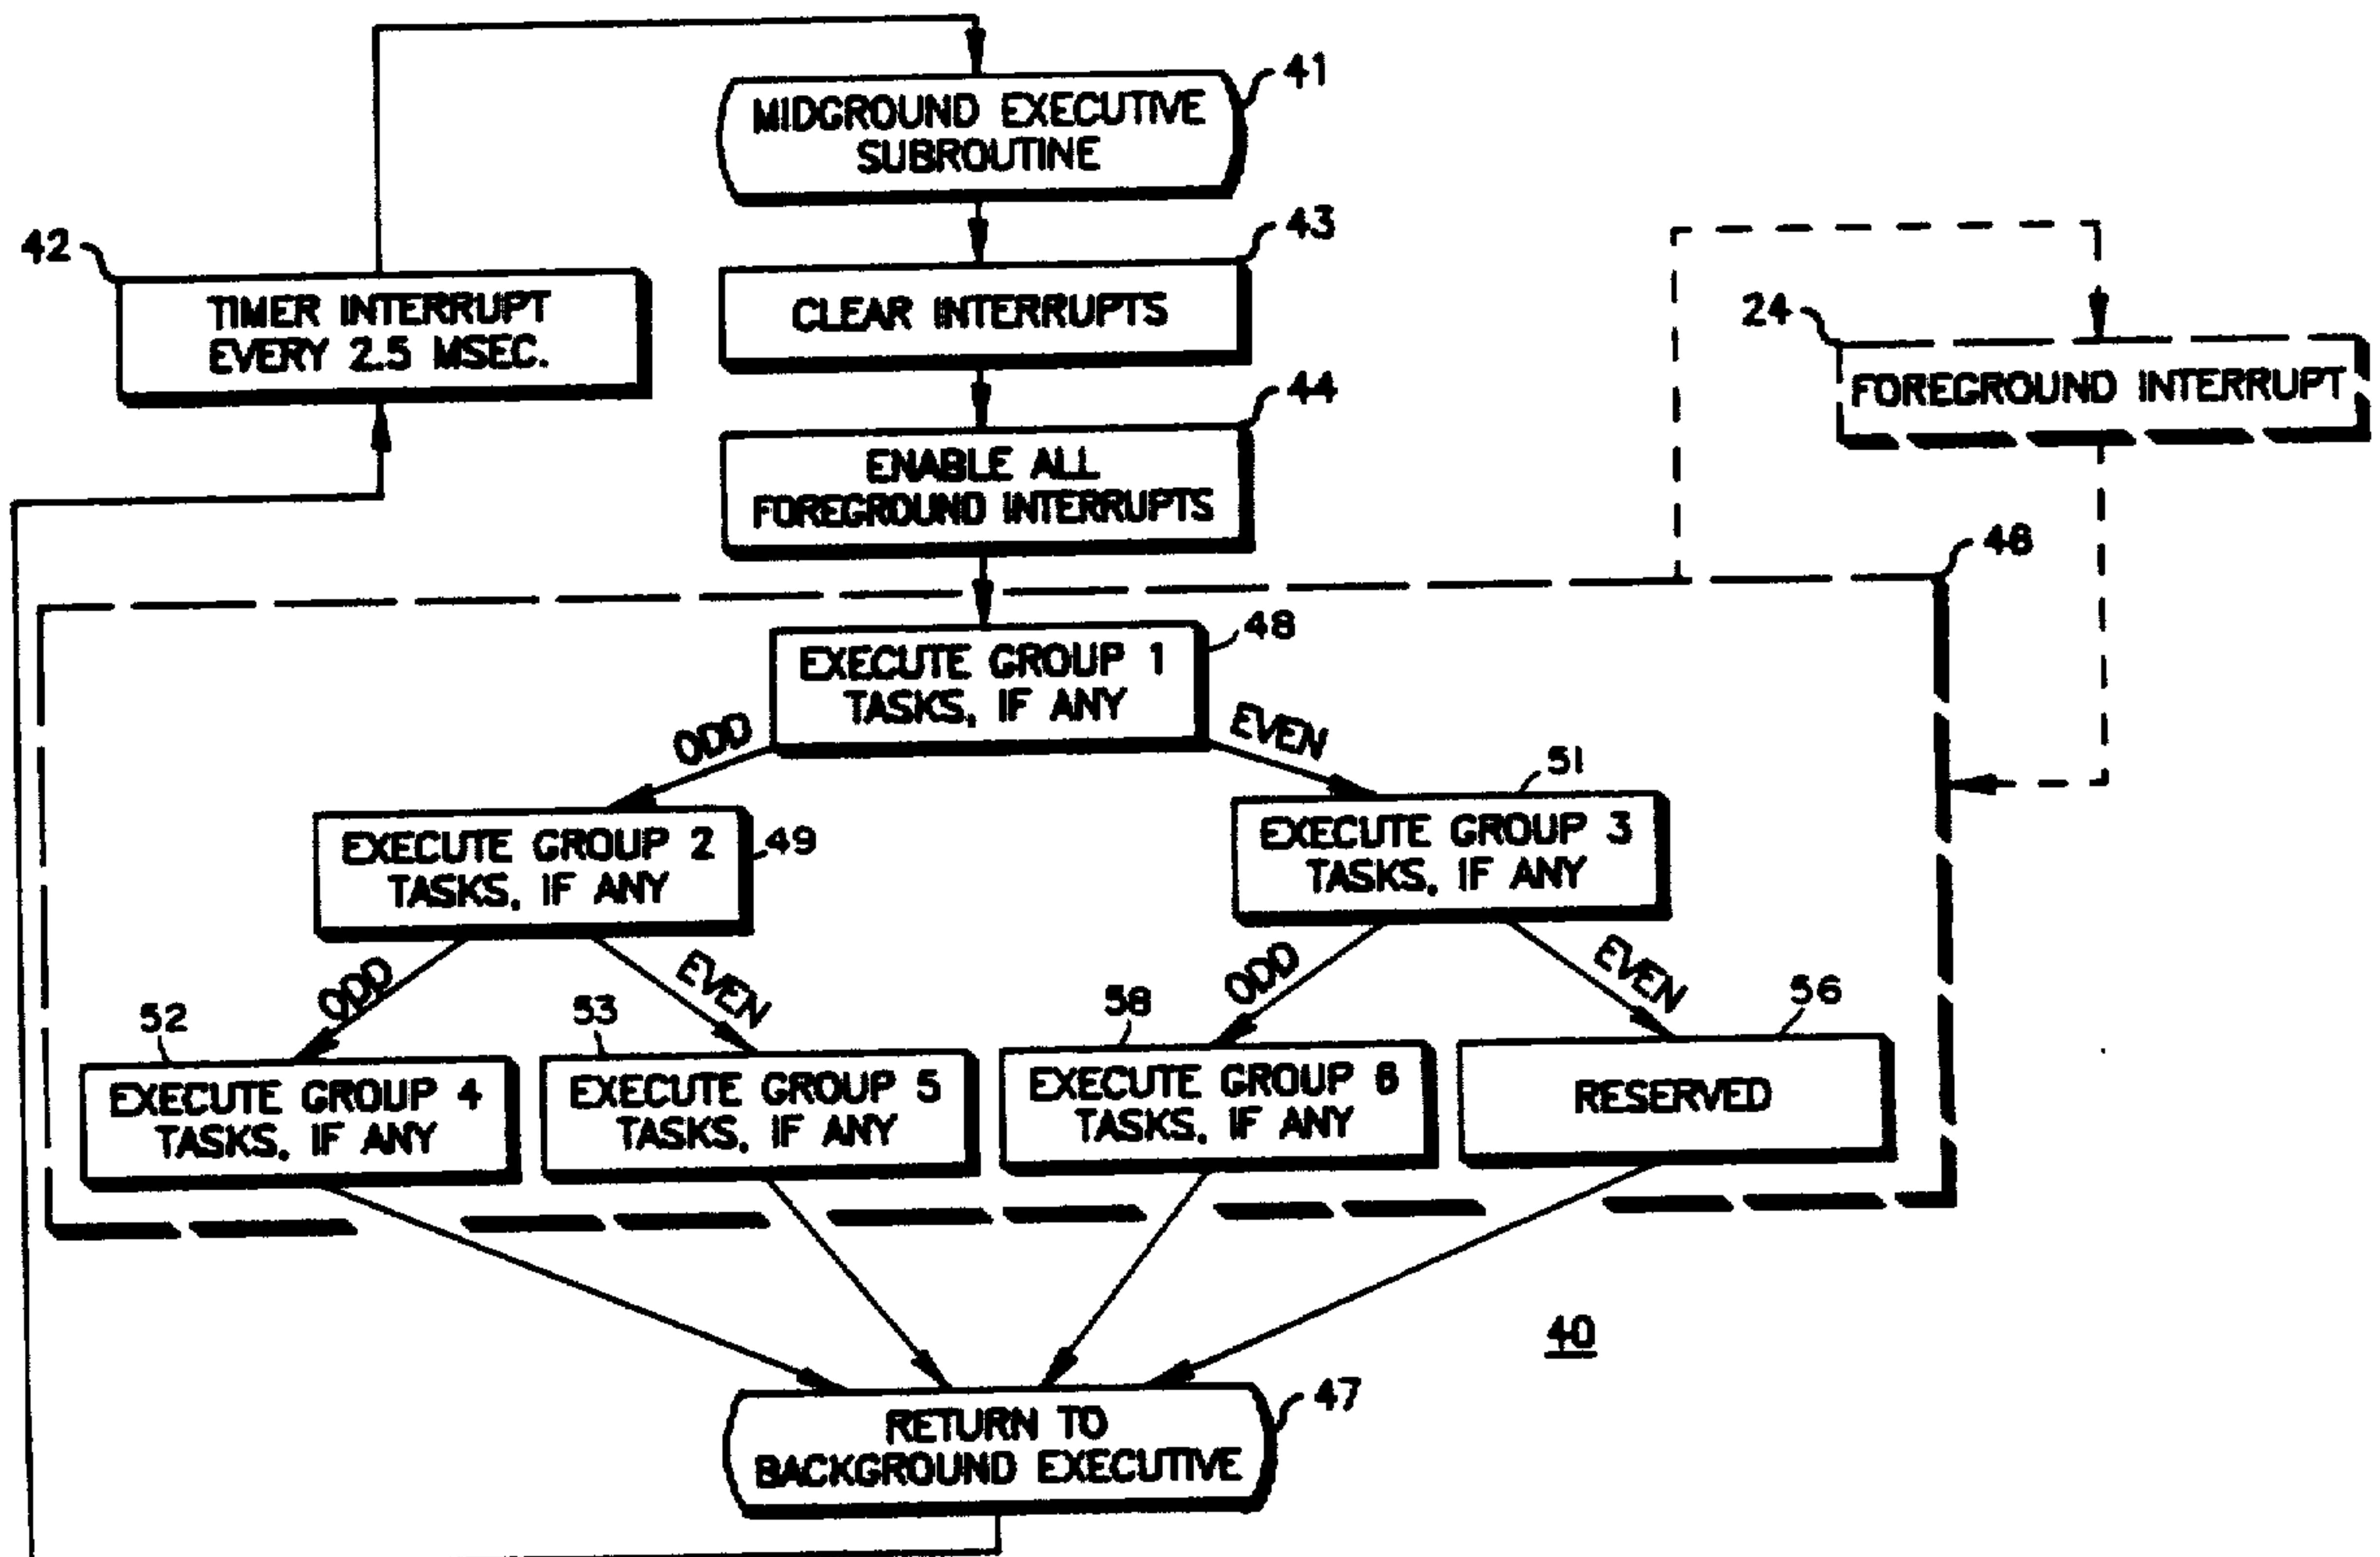 41
MIDGROUND EXECUTIVE
SUBROUTINE
42
TIMER INTERRUPT
EVERY 2.5 MSEC.
43
CLEAR INTERRUPTS
24
FOREGROUND INTERRUPT
44
ENABLE ALL
FOREGROUND INTERRUPTS
46
48
EXECUTE GROUP 1
TASKS, IF ANY
ODD
EVEN
49
EXECUTE GROUP 2
TASKS, IF ANY
51
EXECUTE GROUP 3
TASKS, IF ANY
ODD
EVEN
ODD
EVEN
52
EXECUTE GROUP 4
TASKS, IF ANY
53
EXECUTE GROUP 5
TASKS, IF ANY
58
EXECUTE GROUP 6
TASKS, IF ANY
56
RESERVED
40
47
RETURN TO
BACKGROUND EXECUTIVE